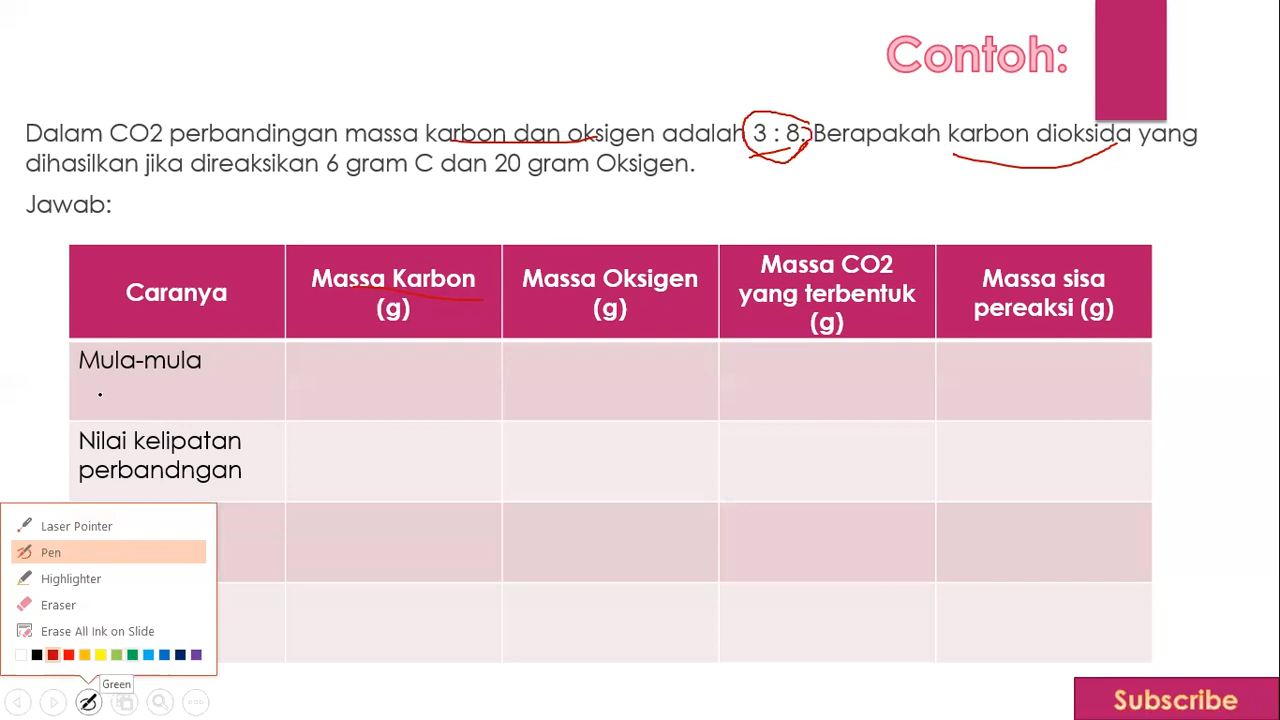 Contoh:
Dalam CO2 perbandingan massa karbon dan oksigen adalah 3 : 8. Berapakah karbon dioksida yang
dihasilkan jika direaksikan 6 gram C dan 20 gram Oksigen.
Jawab:
Caranya
Massa Karbon
(g)
Massa Oksigen
(g)
Massa CO2
yang terbentuk
(g)
Massa sisa
pereaksi (g)
Mula-mula
Nilai kelipatan
perbandngan
Laser Pointer
Pen
Highlighter
Eraser
Erase All Ink on Slide
Green
Subscribe